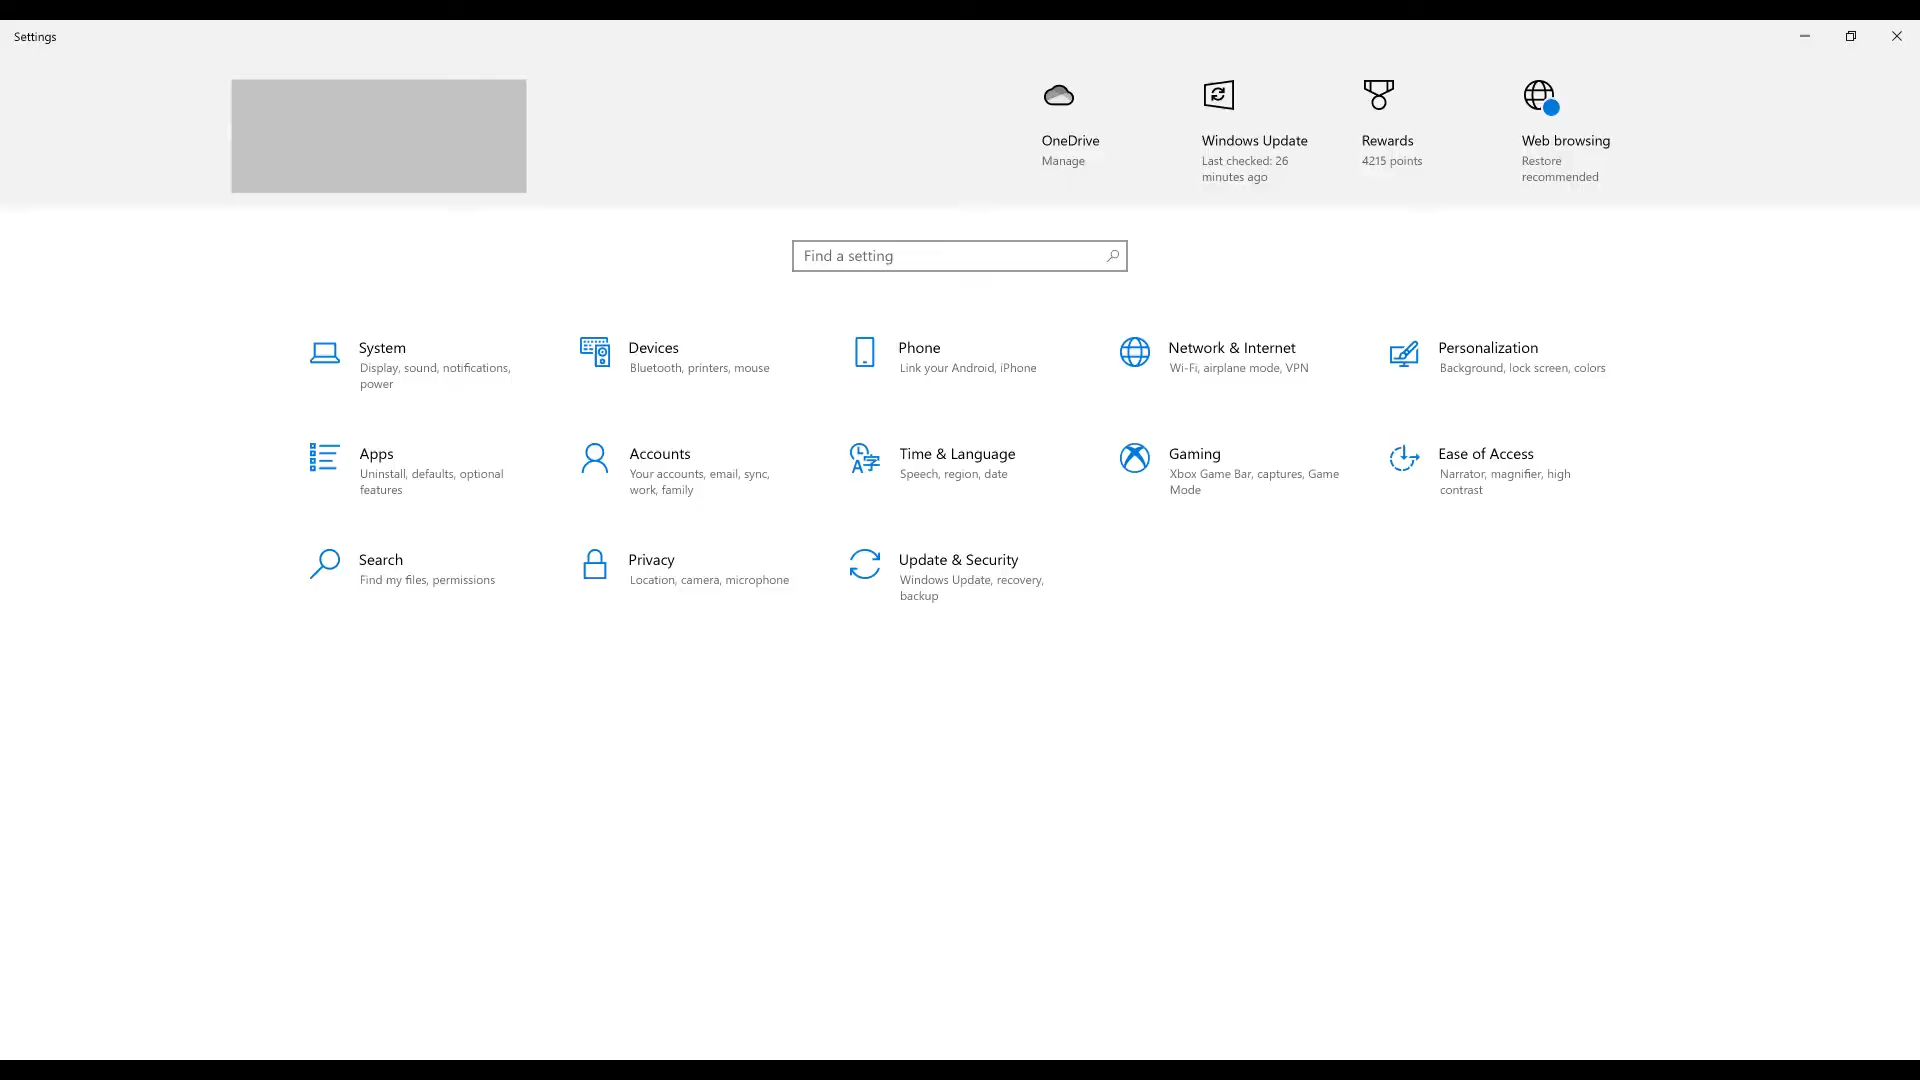 Settings
OneDrive
Manage
Windows Update
Last checked: 26
minutes ago
Rewards
4215 points
Web browsing
Restore
recommended
Find a setting
System
Display, sound, notifications,
power
Devices
Bluetooth, printers, mouse
Phone
Link your Android, iPhone
Network & Internet
Wi-Fi, airplane mode, VPN
Personalization
Background, lock screen, colors
Apps
Uninstall, defaults, optional
features
Accounts
Your accounts, email, sync,
work, family
Time & Language
Speech, region, date
Gaming
Xbox Game Bar, captures, Game
Mode
Ease of Access
Narrator, magnifier, high
contrast
Search
Find my files, permissions
Privacy
Location, camera, microphone
Update & Security
Windows Update, recovery,
backup